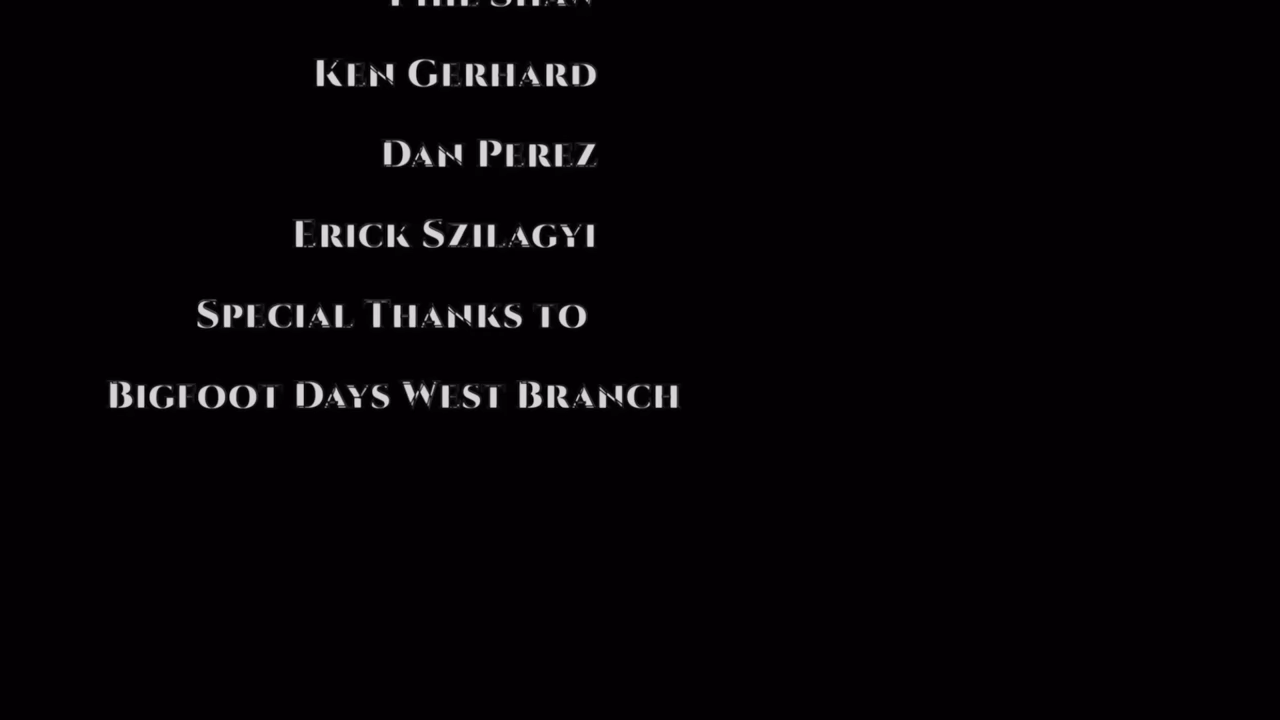 Ken Gerhard
Dan Perez
Erick Szilagyi
Special Thanks to
Bigfoot Days West Branch